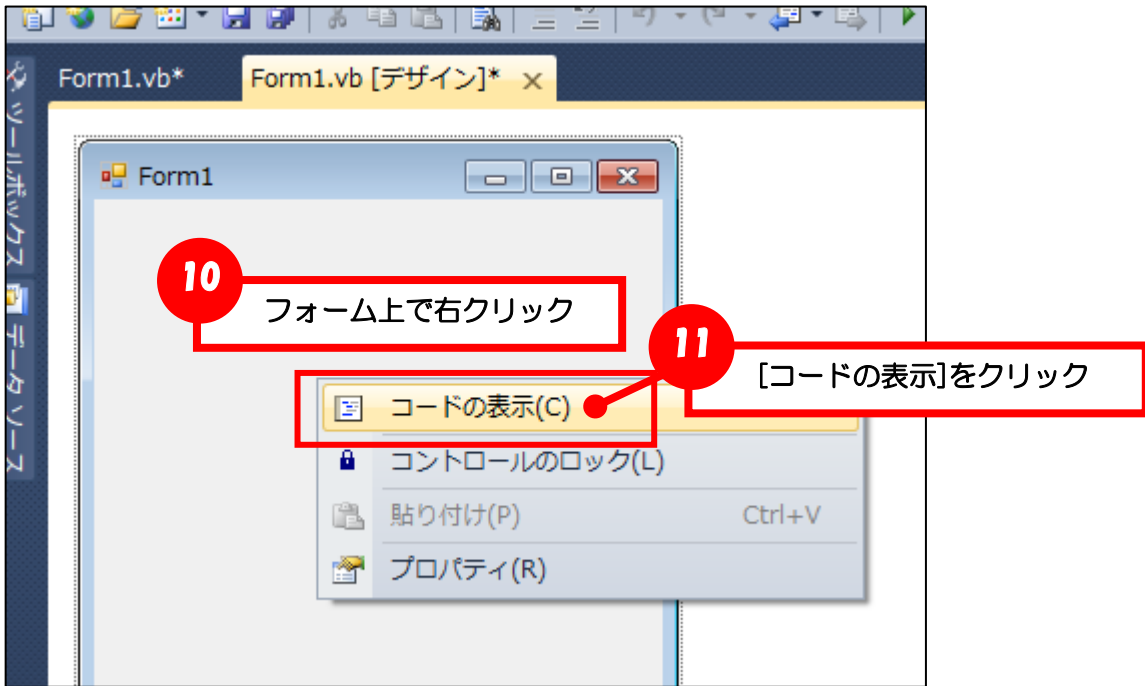 Form1.vb*
Form1.vb [デザイン]*
ツールボックス
データ ソース
Form1
10
フォーム上で右クリック
11
[コードの表示]をクリック
コードの表示(C)
コントロールのロック(L)
貼り付け(P) Ctrl+V
プロパティ(R)